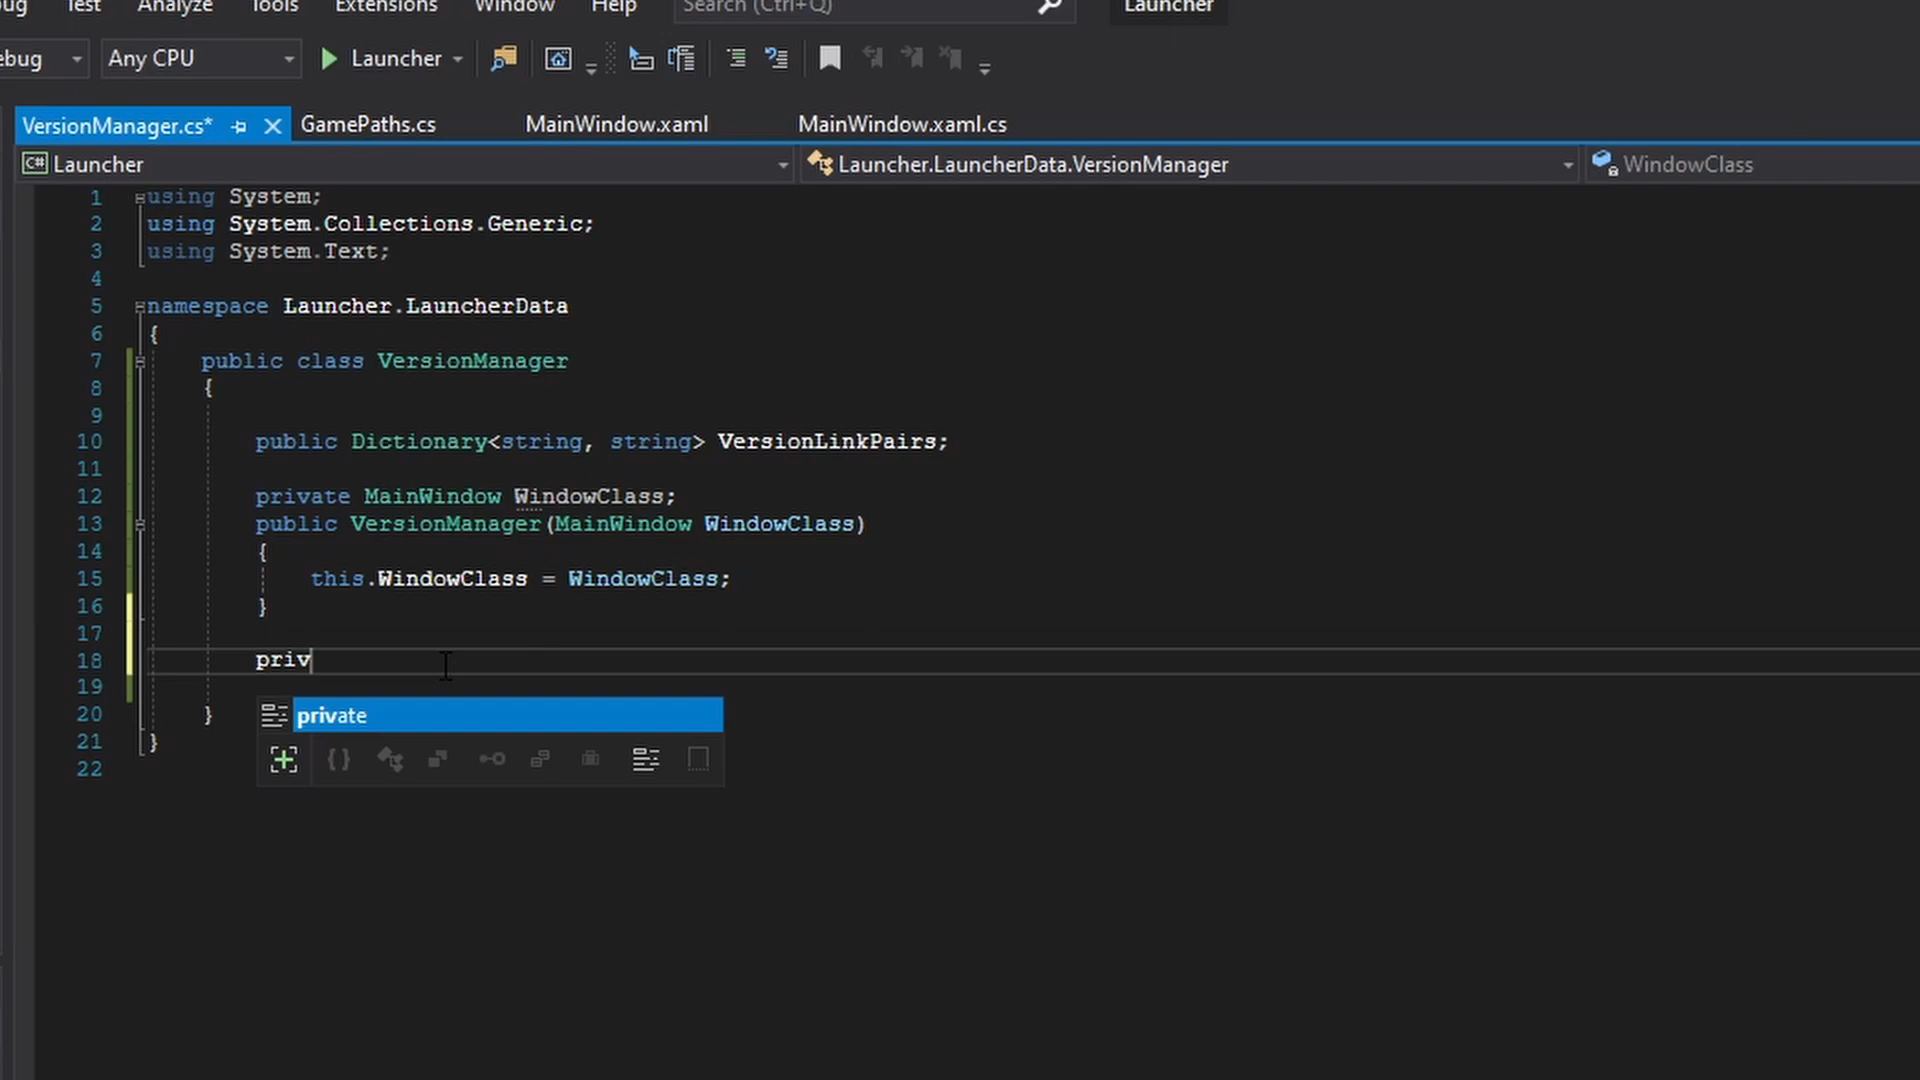 Test Analyze Tools Extensions Window Help Search (Ctrl+Q) Launcher
Any CPU Launcher
VersionManager.cs* GamePaths.cs MainWindow.xaml MainWindow.xaml.cs
C# Launcher Launcher.LauncherData.VersionManager WindowClass
1 using System;
2 using System.Collections.Generic;
3 using System.Text;
4
5 namespace Launcher.LauncherData
6 {
7 public class VersionManager
8 {
9
10 public Dictionary<string, string> VersionLinkPairs;
11
12 private MainWindow WindowClass;
13 public VersionManager(MainWindow WindowClass)
14 {
15 this.WindowClass = WindowClass;
16 }
17
18 priv
19
20 }
private
21 }
22